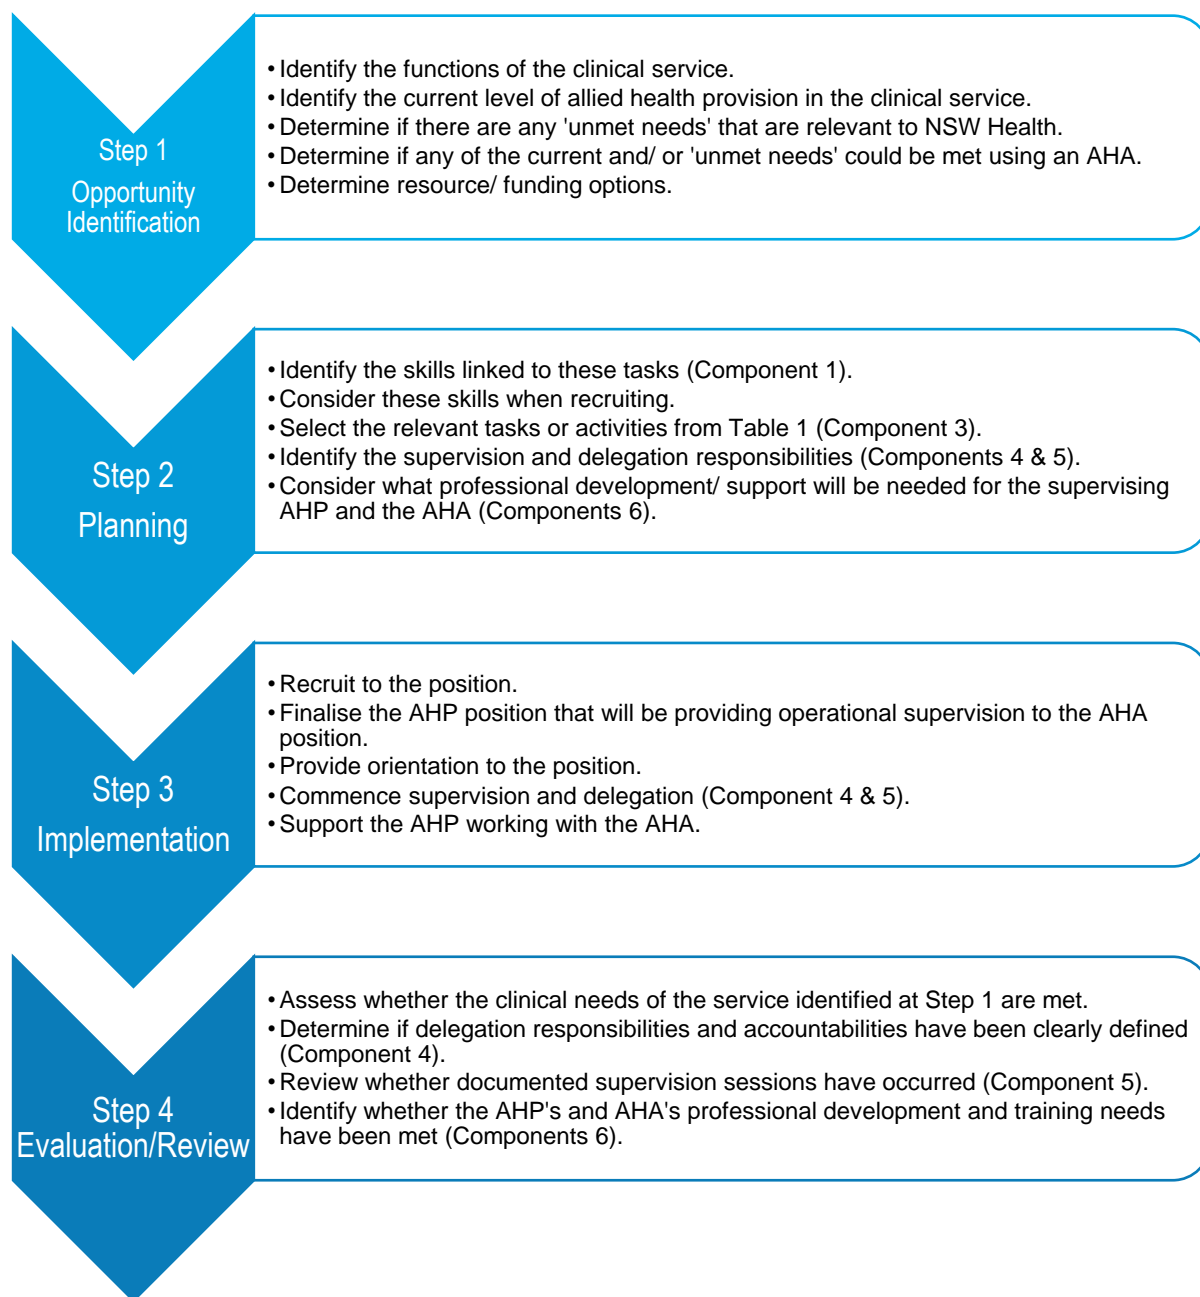 Step 1
Opportunity
Identification
• Identify the functions of the clinical service.
• Identify the current level of allied health provision in the clinical service.
• Determine if there are any 'unmet needs' that are relevant to NSW Health.
• Determine if any of the current and/ or 'unmet needs' could be met using an AHA.
• Determine resource/ funding options.
Step 2
Planning
• Identify the skills linked to these tasks (Component 1).
• Consider these skills when recruiting.
• Select the relevant tasks or activities from Table 1 (Component 3).
• Identify the supervision and delegation responsibilities (Components 4 & 5).
• Consider what professional development/ support will be needed for the supervising
AHP and the AHA (Components 6).
Step 3
Implementation
• Recruit to the position.
• Finalise the AHP position that will be providing operational supervision to the AHA
position.
• Provide orientation to the position.
• Commence supervision and delegation (Component 4 & 5).
• Support the AHP working with the AHA.
Step 4
Evaluation/Review
• Assess whether the clinical needs of the service identified at Step 1 are met.
• Determine if delegation responsibilities and accountabilities have been clearly defined
(Component 4).
• Review whether documented supervision sessions have occurred (Component 5).
• Identify whether the AHP's and AHA's professional development and training needs
have been met (Components 6).